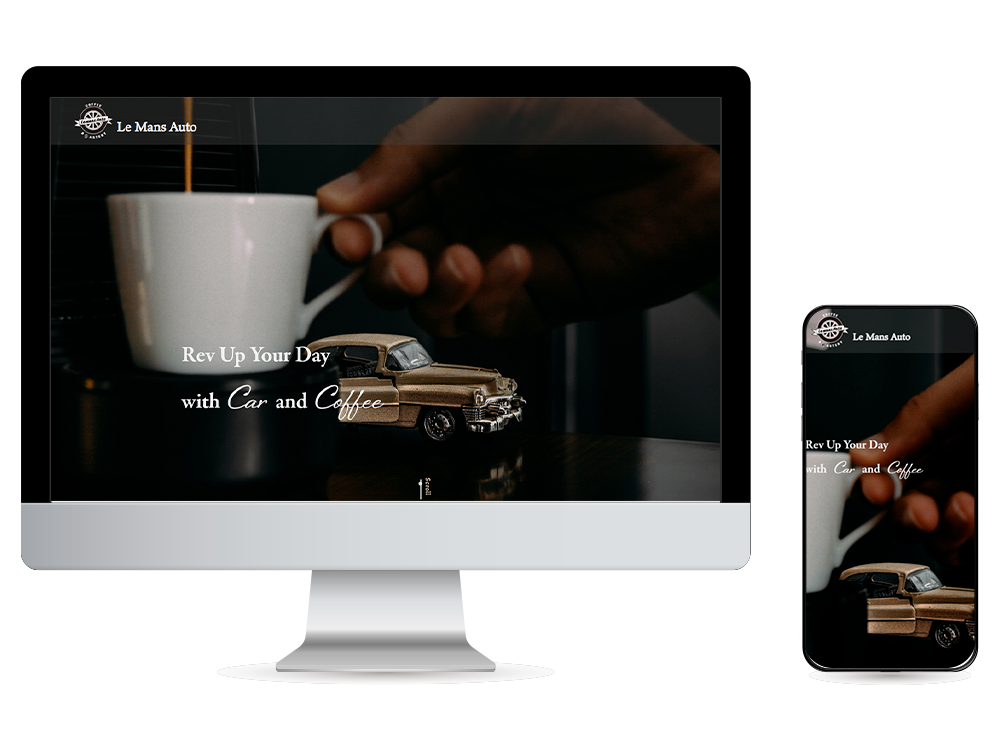 COFFEE
Le Mans Auto
Rev Up Your Day
with Car and Coffee
Scroll
COFFEE
Le Mans Auto
Rev Up Your Day
with Car and Coffee